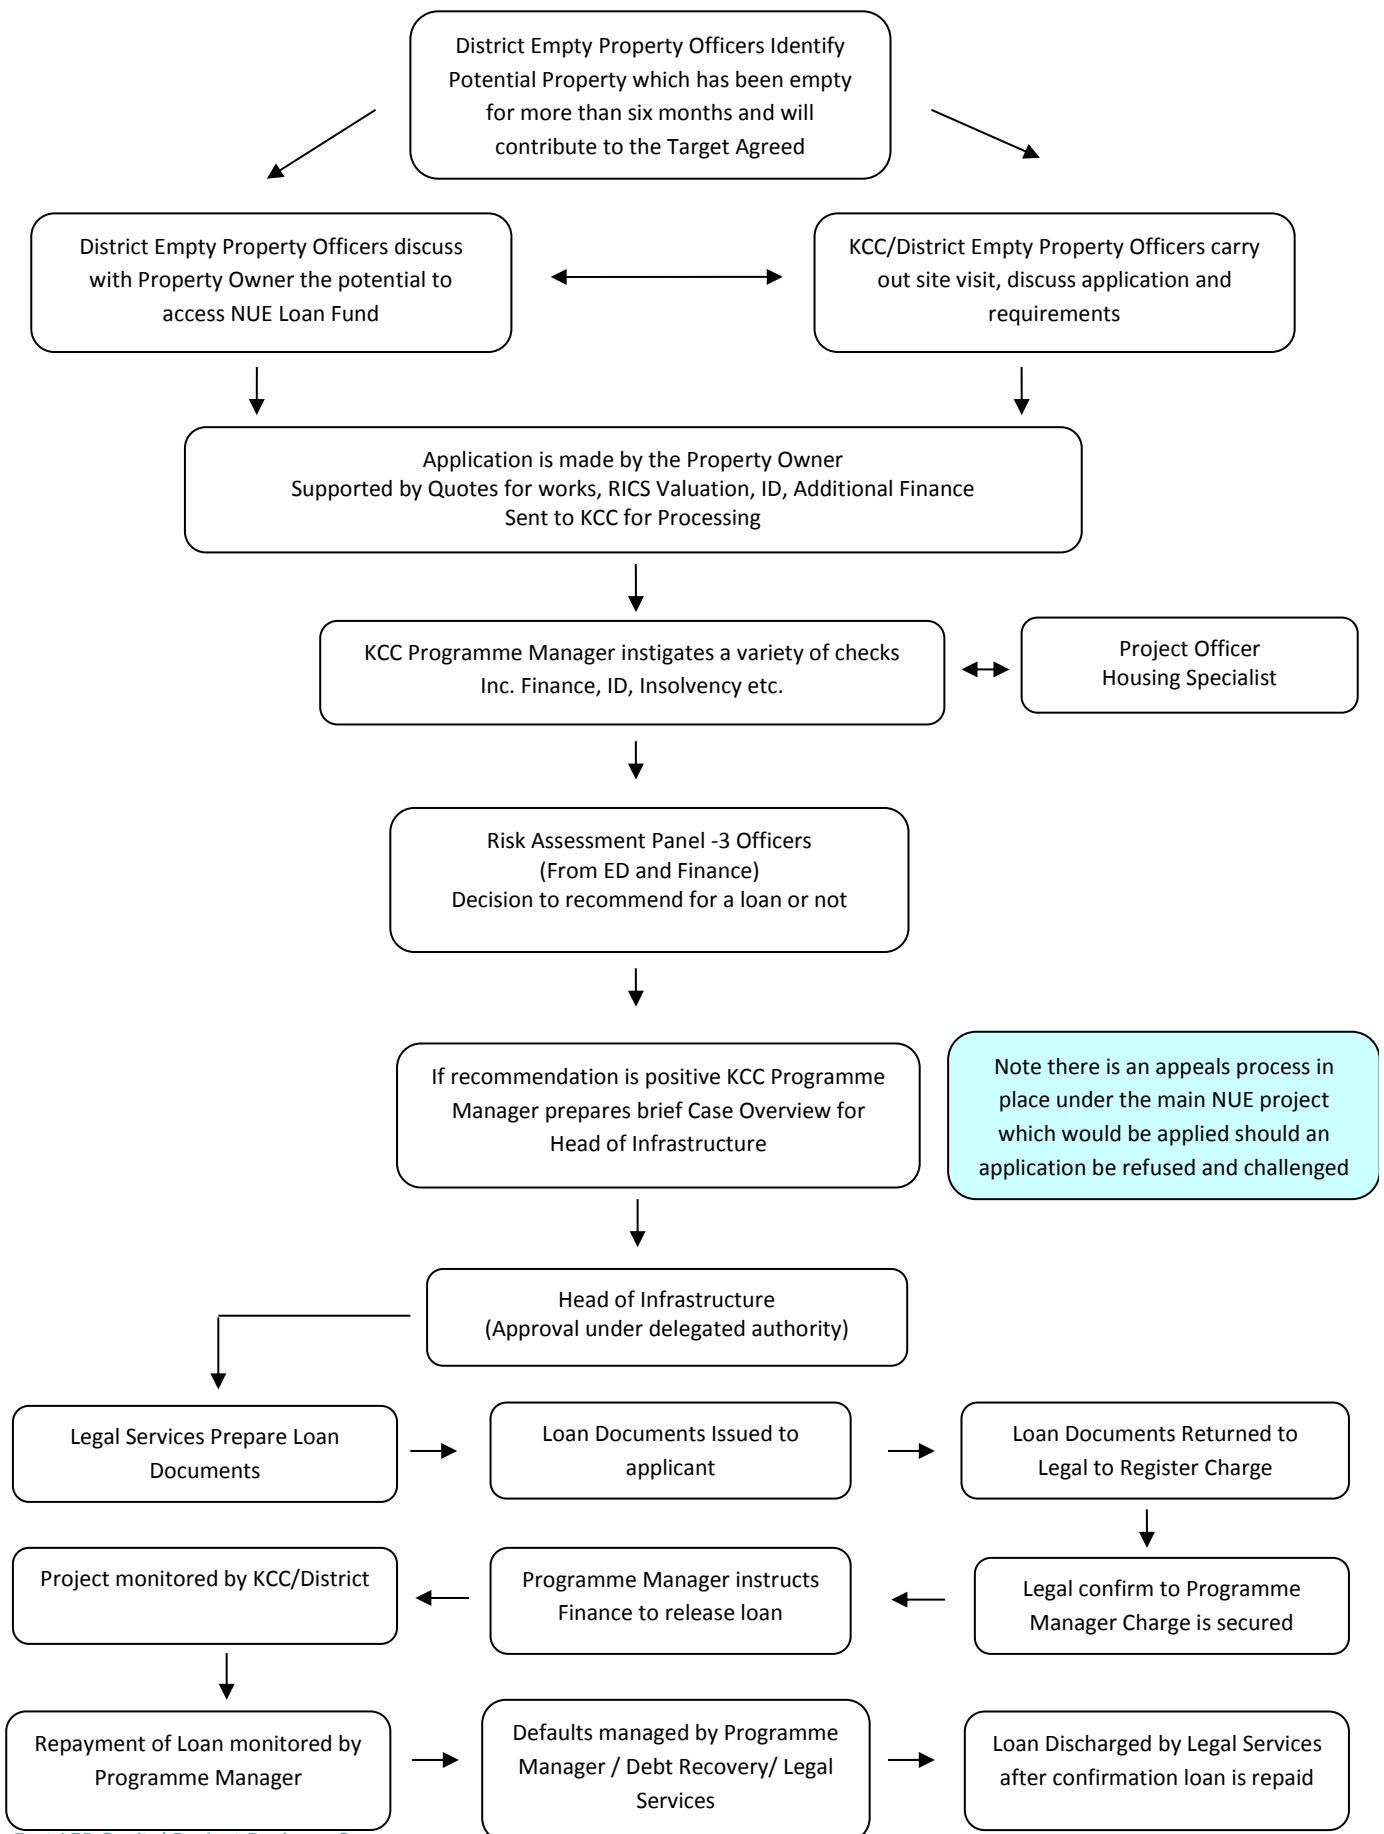 District Empty Property Officers Identify
Potential Property which has been empty
for more than six months and will
contribute to the Target Agreed
District Empty Property Officers discuss
with Property Owner the potential to
access NUE Loan Fund
KCC/District Empty Property Officers carry
out site visit, discuss application and
requirements
Application is made by the Property Owner
Supported by Quotes for works, RICS Valuation, ID, Additional Finance
Sent to KCC for Processing
KCC Programme Manager instigates a variety of checks
Inc. Finance, ID, Insolvency etc.
Project Officer
Housing Specialist
Risk Assessment Panel -3 Officers
(From ED and Finance)
Decision to recommend for a loan or not
If recommendation is positive KCC Programme
Manager prepares brief Case Overview for
Head of Infrastructure
Note there is an appeals process in
place under the main NUE project
which would be applied should an
application be refused and challenged
Head of Infrastructure
(Approval under delegated authority)
Legal Services Prepare Loan
Documents
Loan Documents Issued to
applicant
Loan Documents Returned to
Legal to Register Charge
Project monitored by KCC/District
Programme Manager instructs
Finance to release loan
Legal confirm to Programme
Manager Charge is secured
Repayment of Loan monitored by
Programme Manager
Defaults managed by Programme
Manager / Debt Recovery/ Legal
Services
Loan Discharged by Legal Services
after confirmation loan is repaid